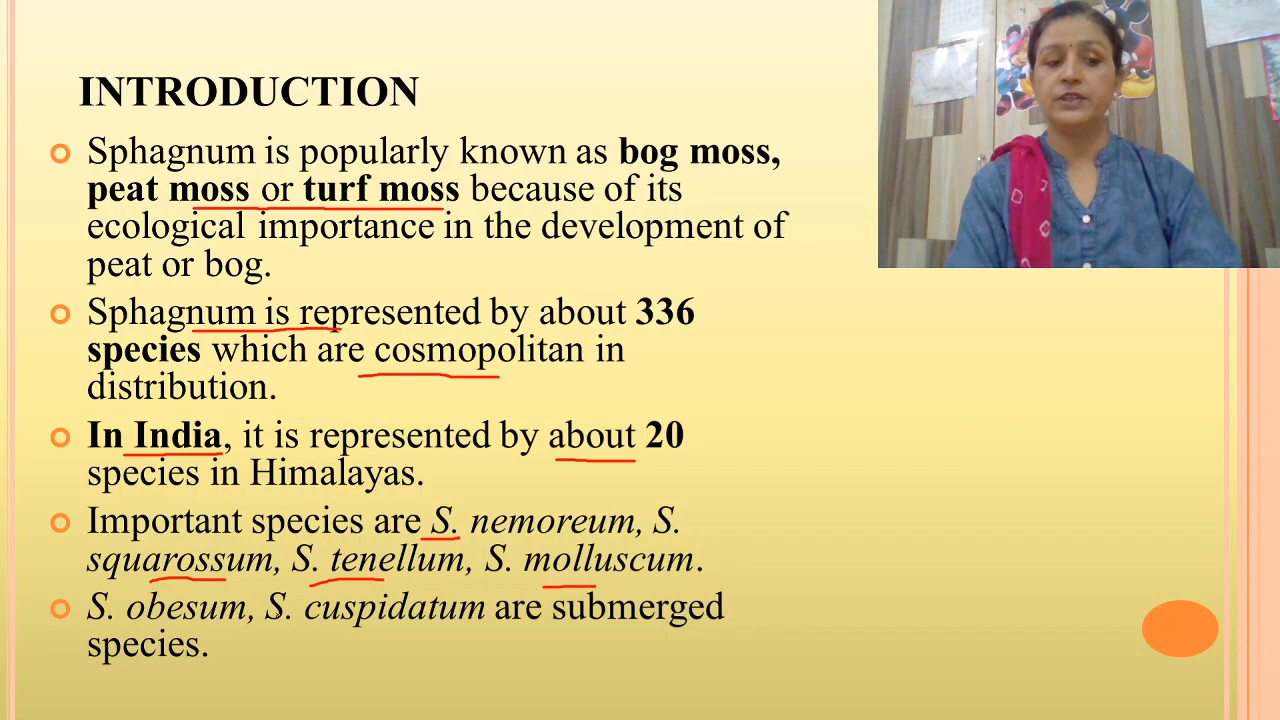 INTRODUCTION
Sphagnum is popularly known as bog moss,
peat moss or turf moss because of its
ecological importance in the development of
peat or bog.
Sphagnum is represented by about 336
species which are cosmopolitan in
distribution.
In India, it is represented by about 20
species in Himalayas.
Important species are S. nemoreum, S.
squarossum, S. tenellum, S. molluscum.
S. obesum, S. cuspidatum are submerged
species.